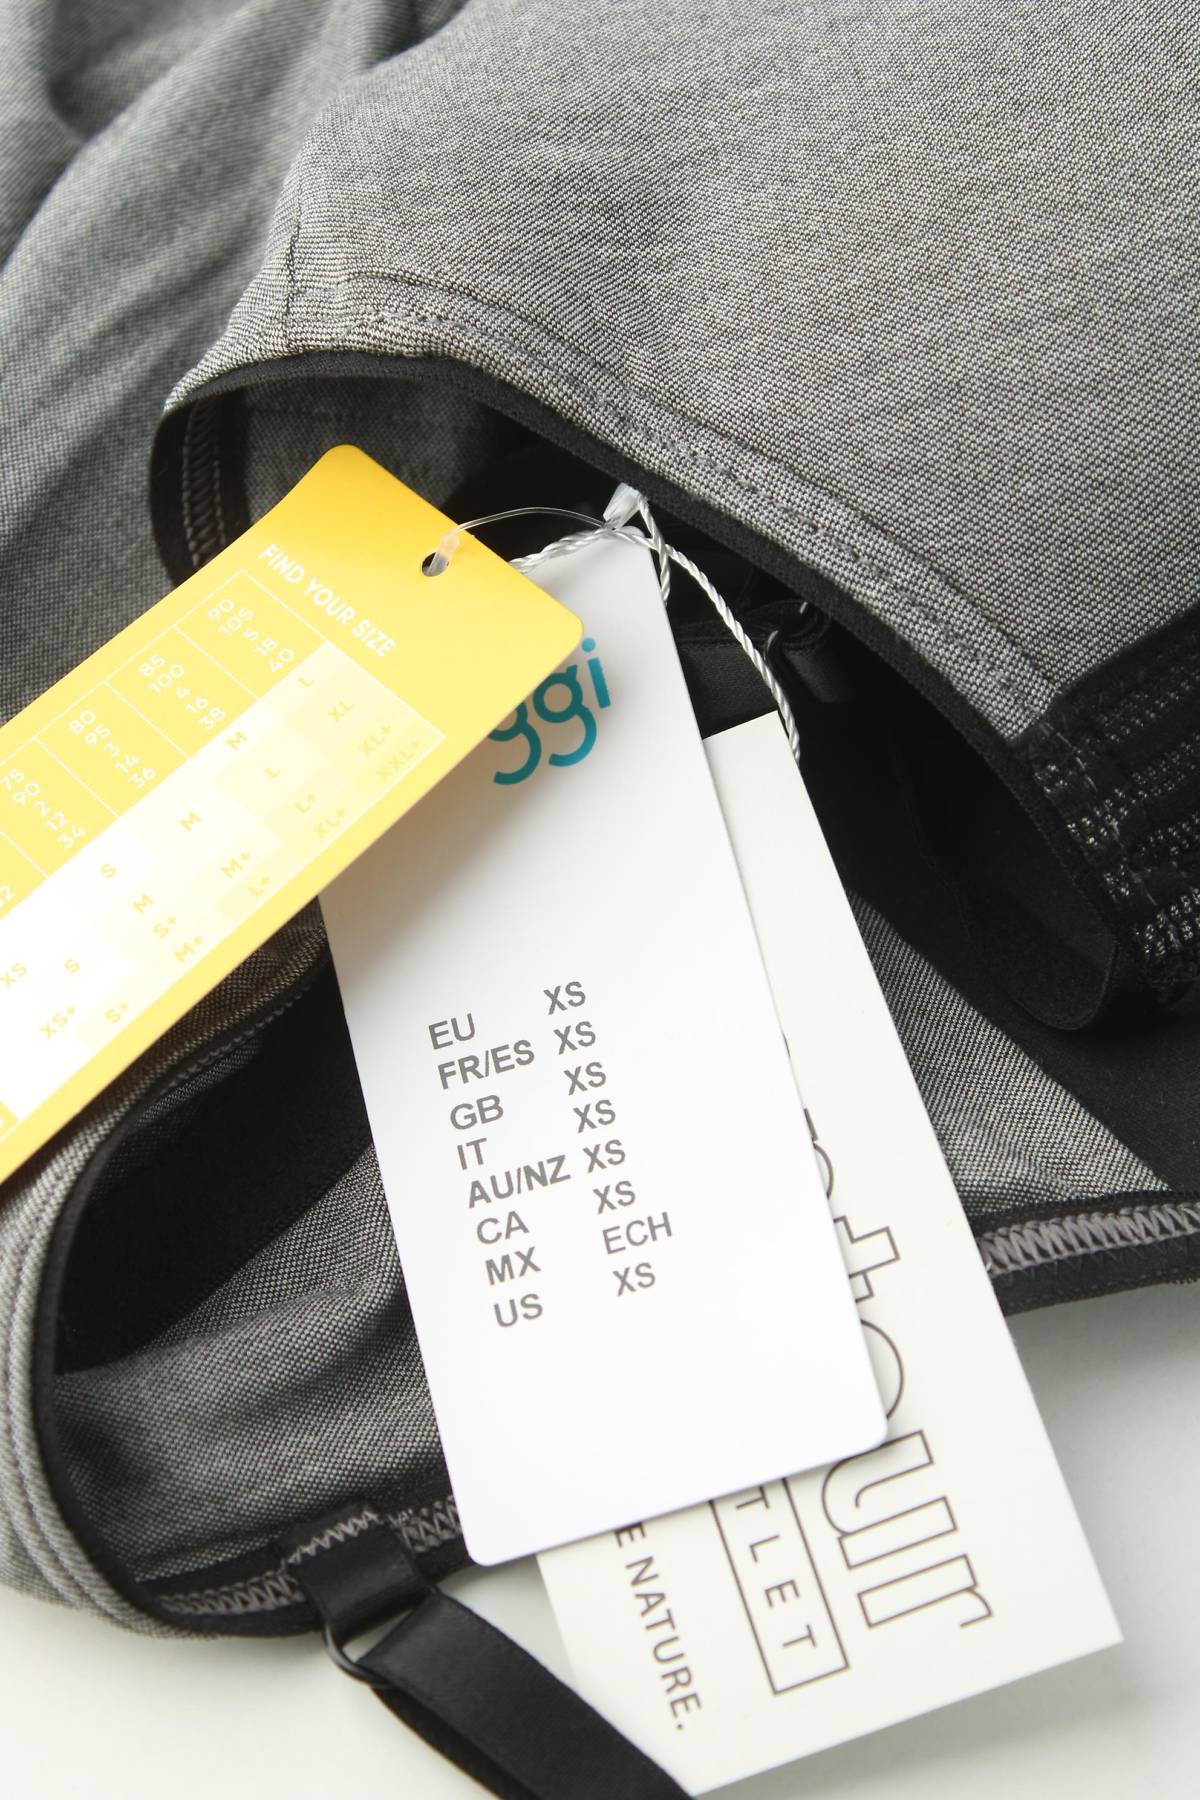 FIND YOUR SIZE
90
105
5
18
40
85
100
4
16
38
80
95
3
14
36
75
90
2
12
34
32
L
XL
XL+
XXL+
M
L
L+
XL+
M
M+
L+
S
M
S+
M+
XS
S
XS+
S+
ggi
EU XS
FR/ES XS
GB XS
IT XS
AU/NZ XS
CA XS
MX ECH
US XS
tour
TLET
E NATURE.